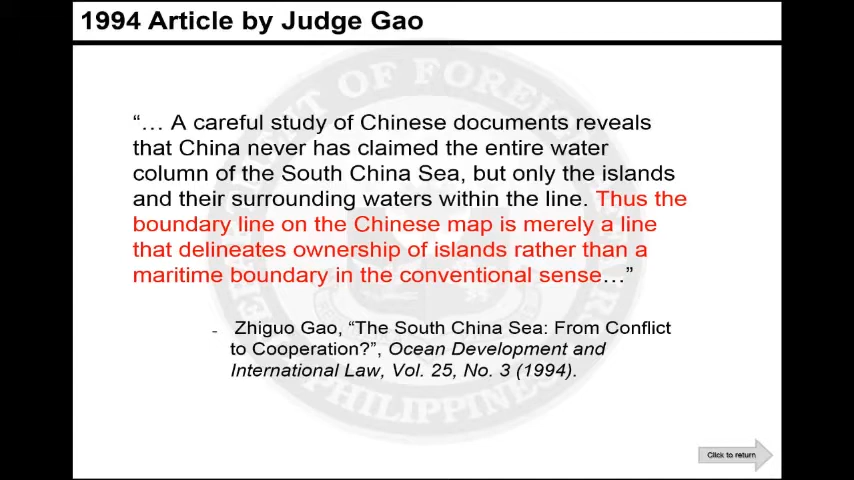 1994 Article by Judge Gao
“… A careful study of Chinese documents reveals
that China never has claimed the entire water
column of the South China Sea, but only the islands
and their surrounding waters within the line. Thus the
boundary line on the Chinese map is merely a line
that delineates ownership of islands rather than a
maritime boundary in the conventional sense…”
- Zhiguo Gao, “The South China Sea: From Conflict
to Cooperation?”, Ocean Development and
International Law, Vol. 25, No. 3 (1994).
Click to return